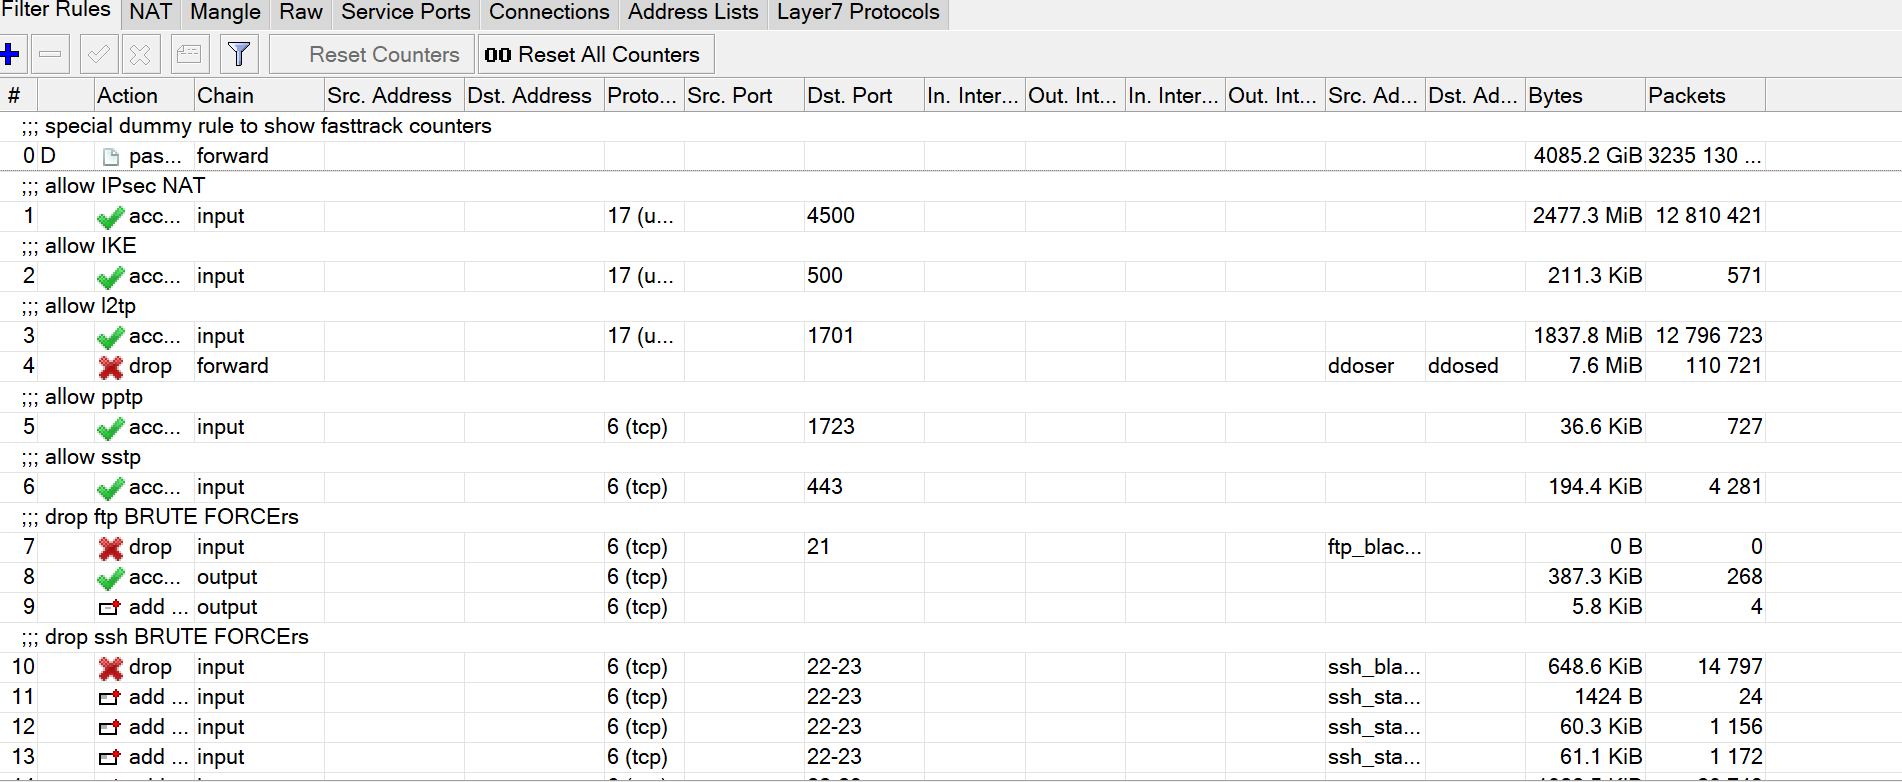 Filter Rules NAT Mangle Raw Service Ports Connections Address Lists Layer7 Protocols
Reset Counters 00 Reset All Counters
# Action Chain Src. Address Dst. Address Proto... Src. Port Dst. Port In. Inter... Out. Int... In. Inter... Out. Int... Src. Ad... Dst. Ad... Bytes Packets
;;; special dummy rule to show fasttrack counters
0 D pas... forward 4085.2 GiB 3235 130 ...
;;; allow IPsec NAT
1 acc... input 17 (u... 4500 2477.3 MiB 12 810 421
;;; allow IKE
2 acc... input 17 (u... 500 211.3 KiB 571
;;; allow l2tp
3 acc... input 17 (u... 1701 1837.8 MiB 12 796 723
4 drop forward ddoser ddosed 7.6 MiB 110 721
;;; allow pptp
5 acc... input 6 (tcp) 1723 36.6 KiB 727
;;; allow sstp
6 acc... input 6 (tcp) 443 194.4 KiB 4 281
;;; drop ftp BRUTE FORCErs
7 drop input 6 (tcp) 21 ftp_blac... 0 B 0
8 acc... output 6 (tcp) 387.3 KiB 268
9 add ... output 6 (tcp) 5.8 KiB 4
;;; drop ssh BRUTE FORCErs
10 drop input 6 (tcp) 22-23 ssh_bla... 648.6 KiB 14 797
11 add ... input 6 (tcp) 22-23 ssh_sta... 1424 B 24
12 add ... input 6 (tcp) 22-23 ssh_sta... 60.3 KiB 1 156
13 add ... input 6 (tcp) 22-23 ssh_sta... 61.1 KiB 1 172